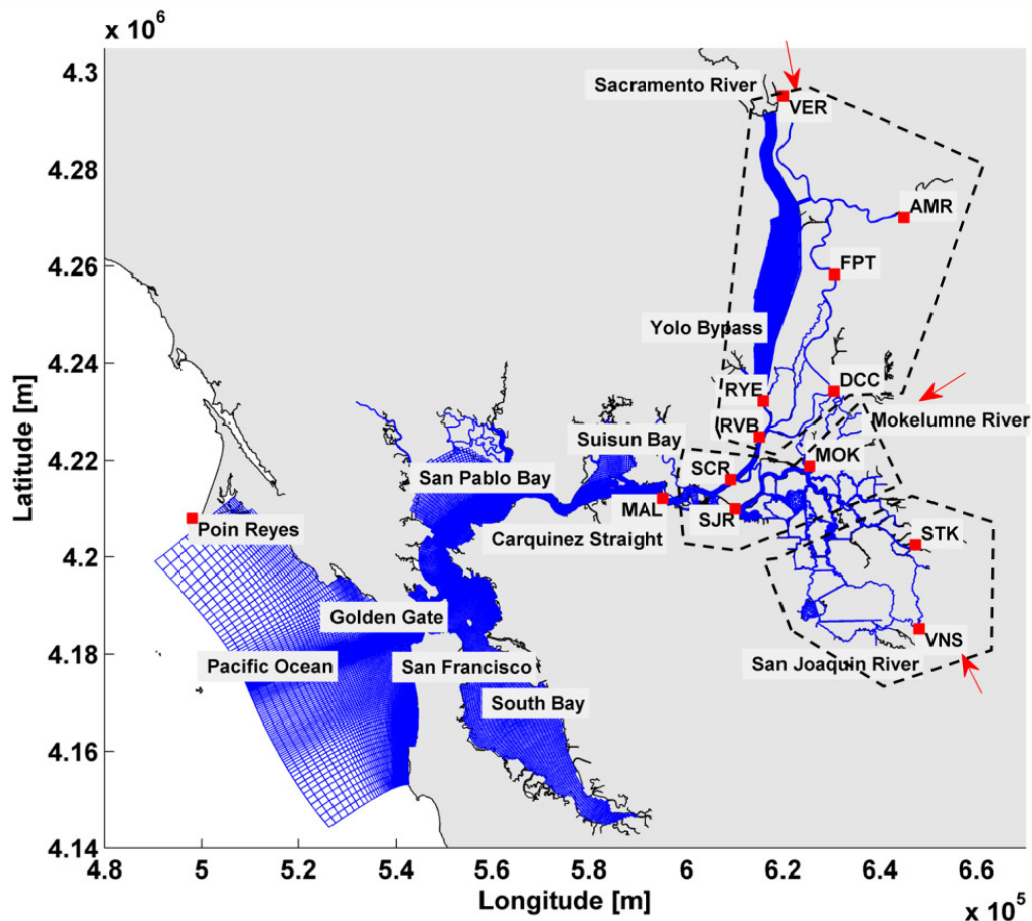 x 10^6
4.3
Sacramento River
VER
4.28
AMR
FPT
4.26
Yolo Bypass
4.24
RYE
DCC
Mokelumne River
RVB
Suisun Bay
MOK
4.22
San Pablo Bay
SCR
MAL
SJR
Poin Reyes
Carquinez Straight
STK
4.2
Golden Gate
VNS
4.18
Pacific Ocean
San Francisco
San Joaquin River
South Bay
4.16
4.14
4.8
5
5.2
5.4
5.6
5.8
6
6.2
6.4
6.6
Latitude [m]
Longitude [m]
x 10^5